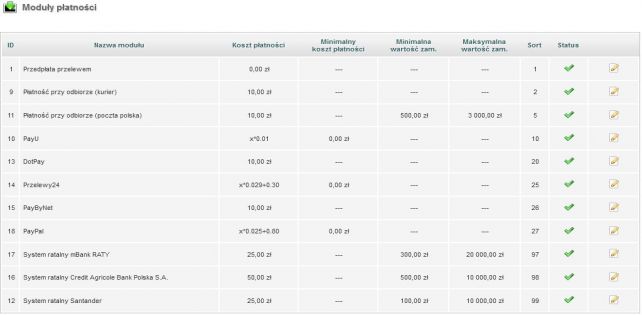 Moduły płatności
ID Nazwa modułu Koszt płatności Minimalny koszt płatności Minimalna wartość zam. Maksymalna wartość zam. Sort Status
1 Przedpłata przelewem 0,00 zł --- --- --- 1
9 Płatność przy odbiorze (kurier) 10,00 zł --- --- --- 2
11 Płatność przy odbiorze (poczta polska) 10,00 zł --- 500,00 zł 3 000,00 zł 5
10 PayU x*0.01 0,00 zł --- --- 10
13 DotPay 10,00 zł --- --- --- 20
14 Przelewy24 x*0.029+0.30 0,00 zł --- --- 25
15 PayByNet 10,00 zł --- --- --- 26
18 PayPal x*0.025+0.80 0,00 zł --- --- 27
17 System ratalny mBank RATY 25,00 zł --- 300,00 zł 20 000,00 zł 97
16 System ratalny Credit Agricole Bank Polska S.A. 50,00 zł --- 500,00 zł 10 000,00 zł 98
12 System ratalny Santander 25,00 zł --- 100,00 zł 10 000,00 zł 99